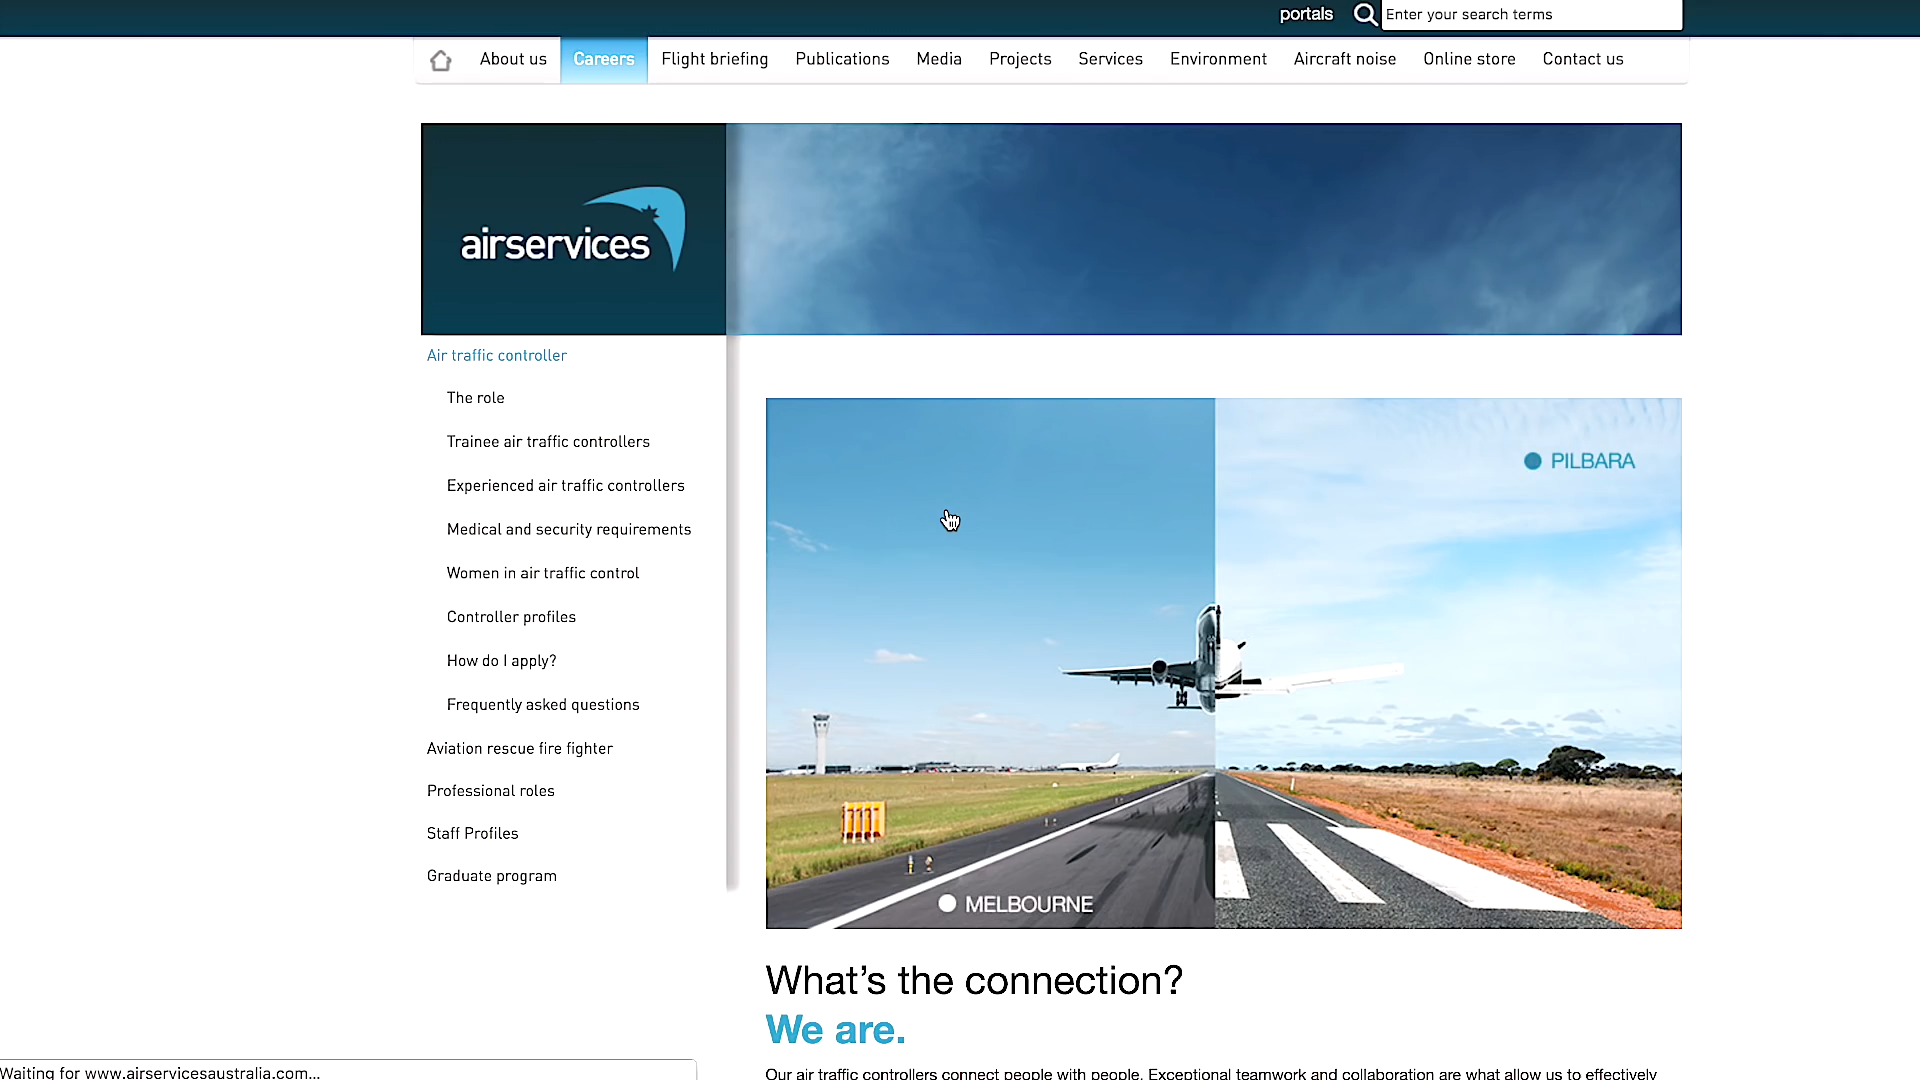 portals
Enter your search terms
About us
Careers
Flight briefing
Publications
Media
Projects
Services
Environment
Aircraft noise
Online store
Contact us
airservices
Air traffic controller
The role
Trainee air traffic controllers
Experienced air traffic controllers
Medical and security requirements
Women in air traffic control
Controller profiles
How do I apply?
Frequently asked questions
Aviation rescue fire fighter
Professional roles
Staff Profiles
Graduate program
PILBARA
MELBOURNE
What's the connection?
We are.
Our air traffic controllers connect people with people. Exceptional teamwork and collaboration are what allow us to effectively
Waiting for www.airservicesaustralia.com...